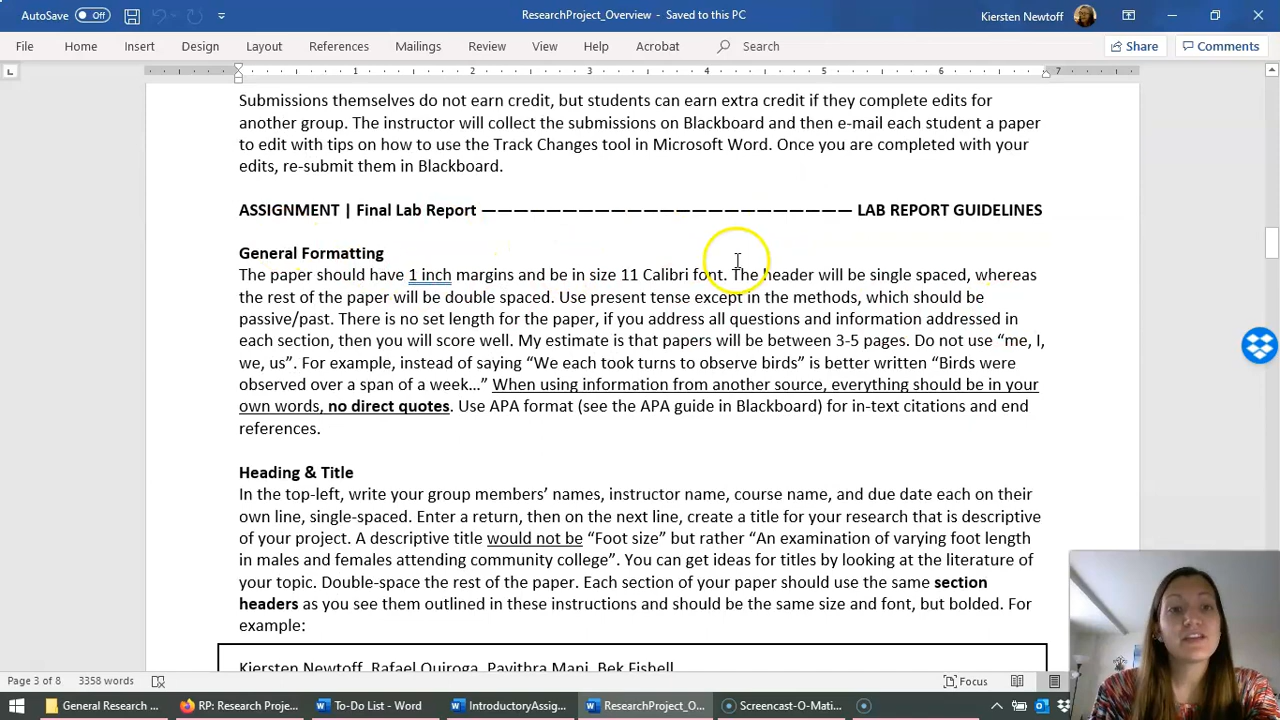 AutoSave Off ResearchProject_Overview - Saved to this PC Kiersten Newtoff
File Home Insert Design Layout References Mailings Review View Help Acrobat Search Share Comments
1 2 3 4 5 6 7
Submissions themselves do not earn credit, but students can earn extra credit if they complete edits for
another group. The instructor will collect the submissions on Blackboard and then e-mail each student a paper
to edit with tips on how to use the Track Changes tool in Microsoft Word. Once you are completed with your
edits, re-submit them in Blackboard.
ASSIGNMENT | Final Lab Report ———————————————————————— LAB REPORT GUIDELINES
General Formatting
The paper should have 1 inch margins and be in size 11 Calibri font. The header will be single spaced, whereas
the rest of the paper will be double spaced. Use present tense except in the methods, which should be
passive/past. There is no set length for the paper, if you address all questions and information addressed in
each section, then you will score well. My estimate is that papers will be between 3-5 pages. Do not use “me, I,
we, us”. For example, instead of saying “We each took turns to observe birds” is better written “Birds were
observed over a span of a week…” When using information from another source, everything should be in your
own words, no direct quotes. Use APA format (see the APA guide in Blackboard) for in-text citations and end
references.
Heading & Title
In the top-left, write your group members’ names, instructor name, course name, and due date each on their
own line, single-spaced. Enter a return, then on the next line, create a title for your research that is descriptive
of your project. A descriptive title would not be “Foot size” but rather “An examination of varying foot length
in males and females attending community college”. You can get ideas for titles by looking at the literature of
your topic. Double-space the rest of the paper. Each section of your paper should use the same section
headers as you see them outlined in these instructions and should be the same size and font, but bolded. For
example:
Kiersten Newtoff, Rafael Quiroga, Pavithra Mani, Bek Fishell
Page 3 of 8 3358 words Focus
General Research ... RP: Research Proje... To-Do List - Word IntroductoryAssig... ResearchProject_O... Screencast-O-Mati...